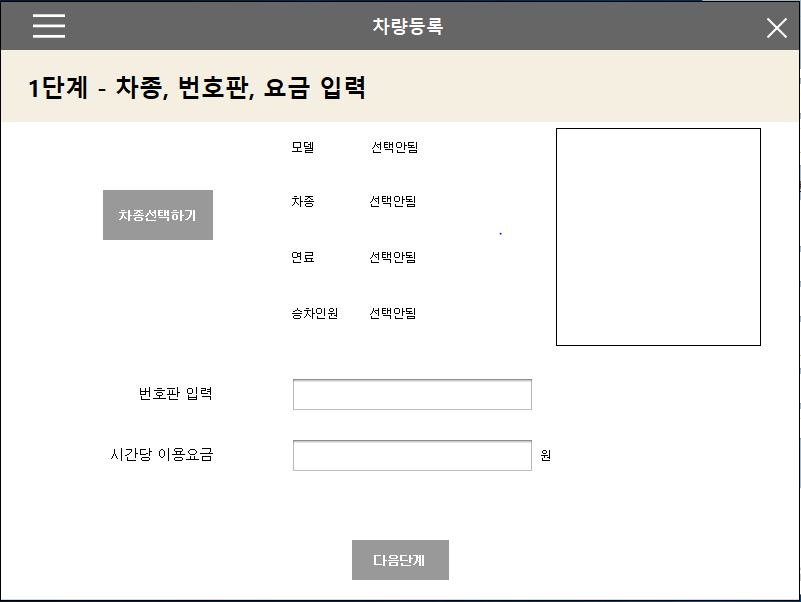 차량등록
1단계 - 차종, 번호판, 요금 입력
모델 선택안됨
차종선택하기
차종 선택안됨
연료 선택안됨
승차인원 선택안됨
번호판 입력
시간당 이용요금 원
다음단계